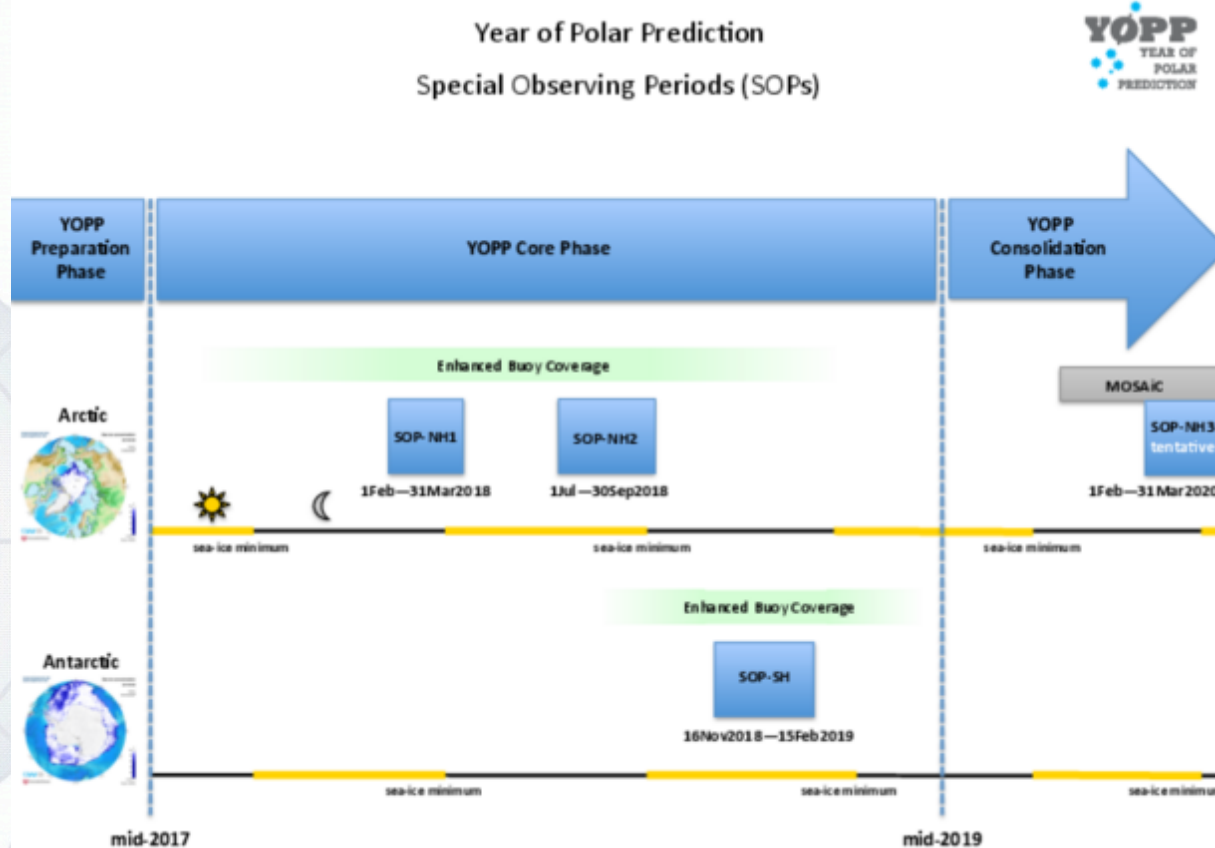 Year of Polar Prediction
Special Observing Periods (SOPs)
YOPP
YEAR OF
POLAR
PREDICTION
YOPP
Preparation
Phase
YOPP Core Phase
YOPP
Consolidation
Phase
Enhanced Buoy Coverage
MOSAiC
Arctic
SOP-NH1
SOP-NH2
SOP-NH3
tentative
1Feb—31Mar2018
1Jul—30Sep2018
1Feb—31Mar2020
sea-ice minimum
sea-ice minimum
sea-ice minimum
Enhanced Buoy Coverage
Antarctic
SOP-SH
16Nov2018—15Feb2019
sea-ice minimum
sea-ice minimum
sea-ice minimum
mid-2017
mid-2019